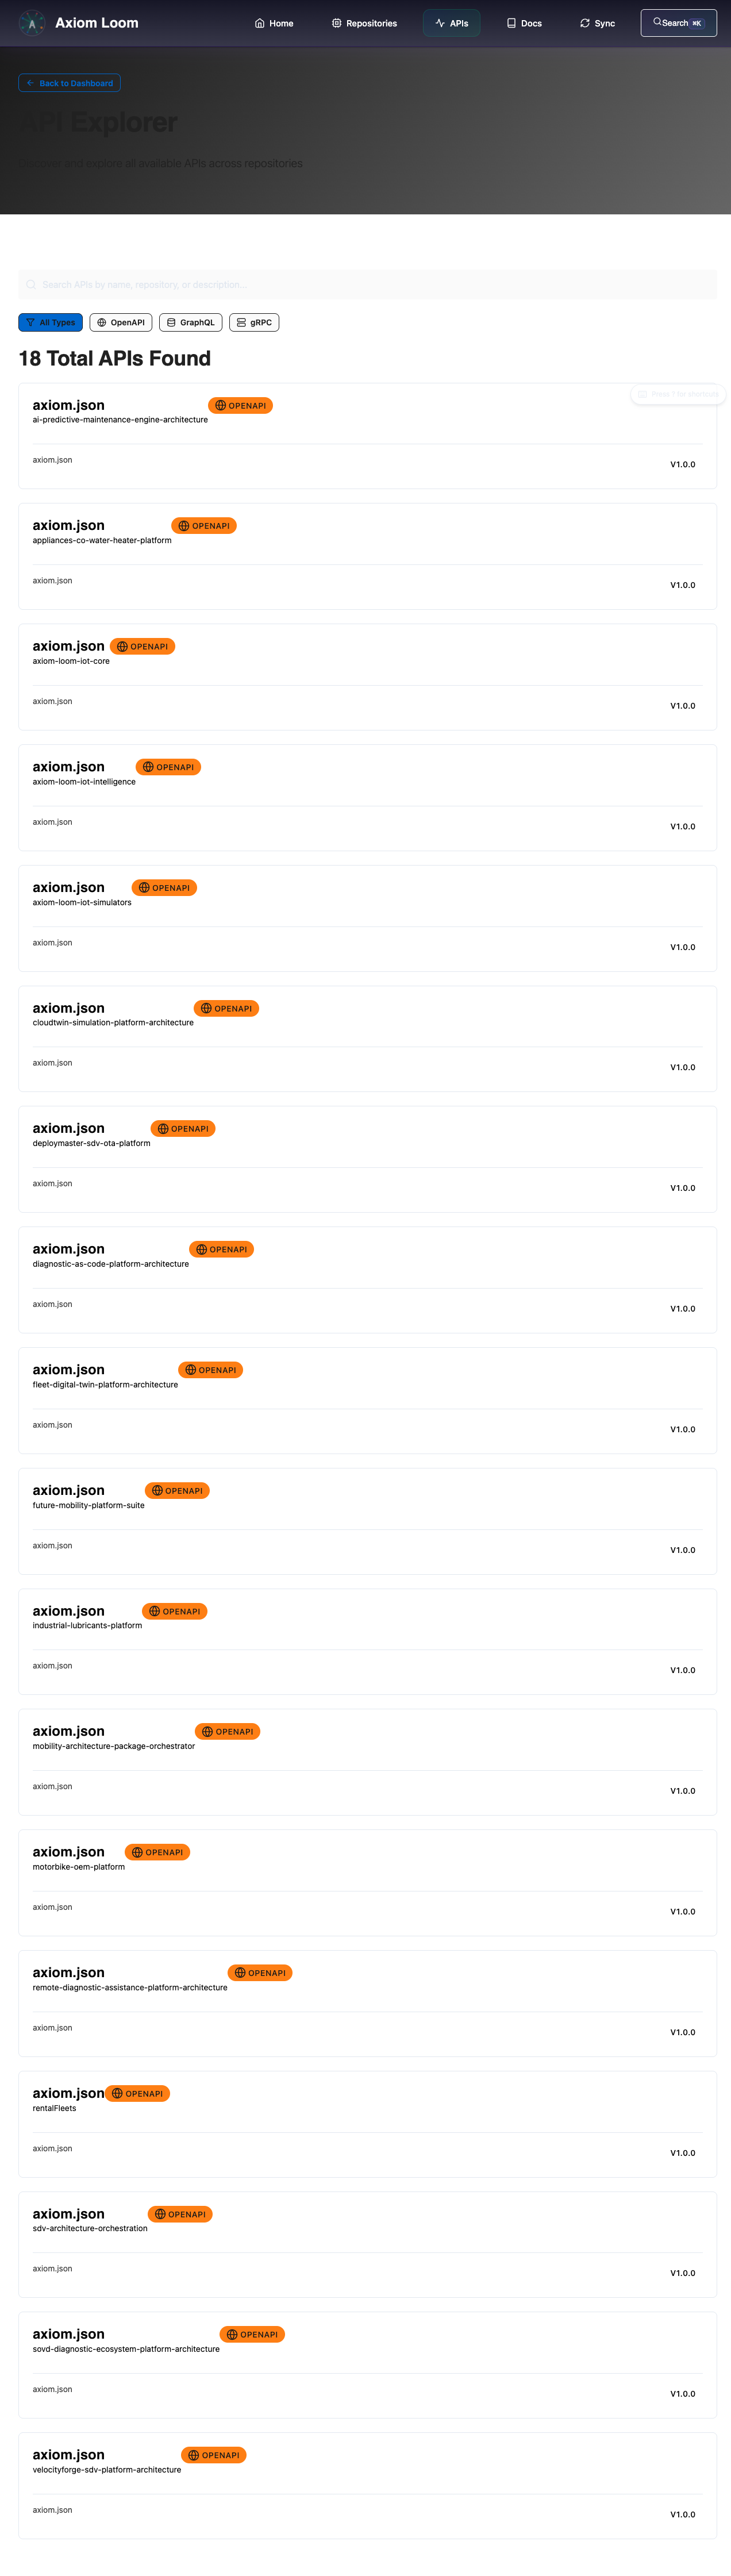 A Axiom Loom Home Repositories APIs Docs Sync Search ⌘K
Back to Dashboard
API Explorer
and explore all available APIs across repositories
Search APIs by name, repository, or description...
All Types OpenAPI GraphQL gRPC
18 Total APIs Found
axiom.json OPENAPI
ai-predictive-maintenance-engine-architecture
axiom.json V1.0.0
axiom.json OPENAPI
appliances-co-water-heater-platform
axiom.json V1.0.0
axiom.json OPENAPI
axiom-loom-iot-core
axiom.json V1.0.0
axiom.json OPENAPI
axiom-loom-iot-intelligence
axiom.json V1.0.0
axiom.json OPENAPI
axiom-loom-iot-simulators
axiom.json V1.0.0
axiom.json OPENAPI
cloudtwin-simulation-platform-architecture
axiom.json V1.0.0
axiom.json OPENAPI
deploymaster-sdv-ota-platform
axiom.json V1.0.0
axiom.json OPENAPI
diagnostic-as-code-platform-architecture
axiom.json V1.0.0
axiom.json OPENAPI
fleet-digital-twin-platform-architecture
axiom.json V1.0.0
axiom.json OPENAPI
future-mobility-platform-suite
axiom.json V1.0.0
axiom.json OPENAPI
industrial-lubricants-platform
axiom.json V1.0.0
axiom.json OPENAPI
mobility-architecture-package-orchestrator
axiom.json V1.0.0
axiom.json OPENAPI
motorbike-oem-platform
axiom.json V1.0.0
axiom.json OPENAPI
remote-diagnostic-assistance-platform-architecture
axiom.json V1.0.0
axiom.json OPENAPI
rentalFleets
axiom.json V1.0.0
axiom.json OPENAPI
sdv-architecture-orchestration
axiom.json V1.0.0
axiom.json OPENAPI
sovd-diagnostic-ecosystem-platform-architecture
axiom.json V1.0.0
axiom.json OPENAPI
velocityforge-sdv-platform-architecture
axiom.json V1.0.0